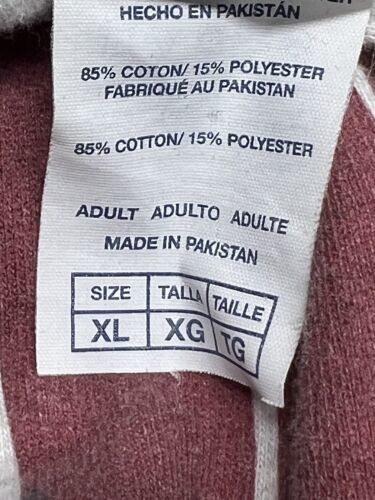 HECHO EN PAKISTÁN
85% COTTON/ 15% POLYESTER
FABRIQUÉ AU PAKISTAN
85% COTTON/ 15% POLYESTER
ADULT ADULTO ADULTE
MADE IN PAKISTAN
SIZE TALLA TAILLE
XL XG TG